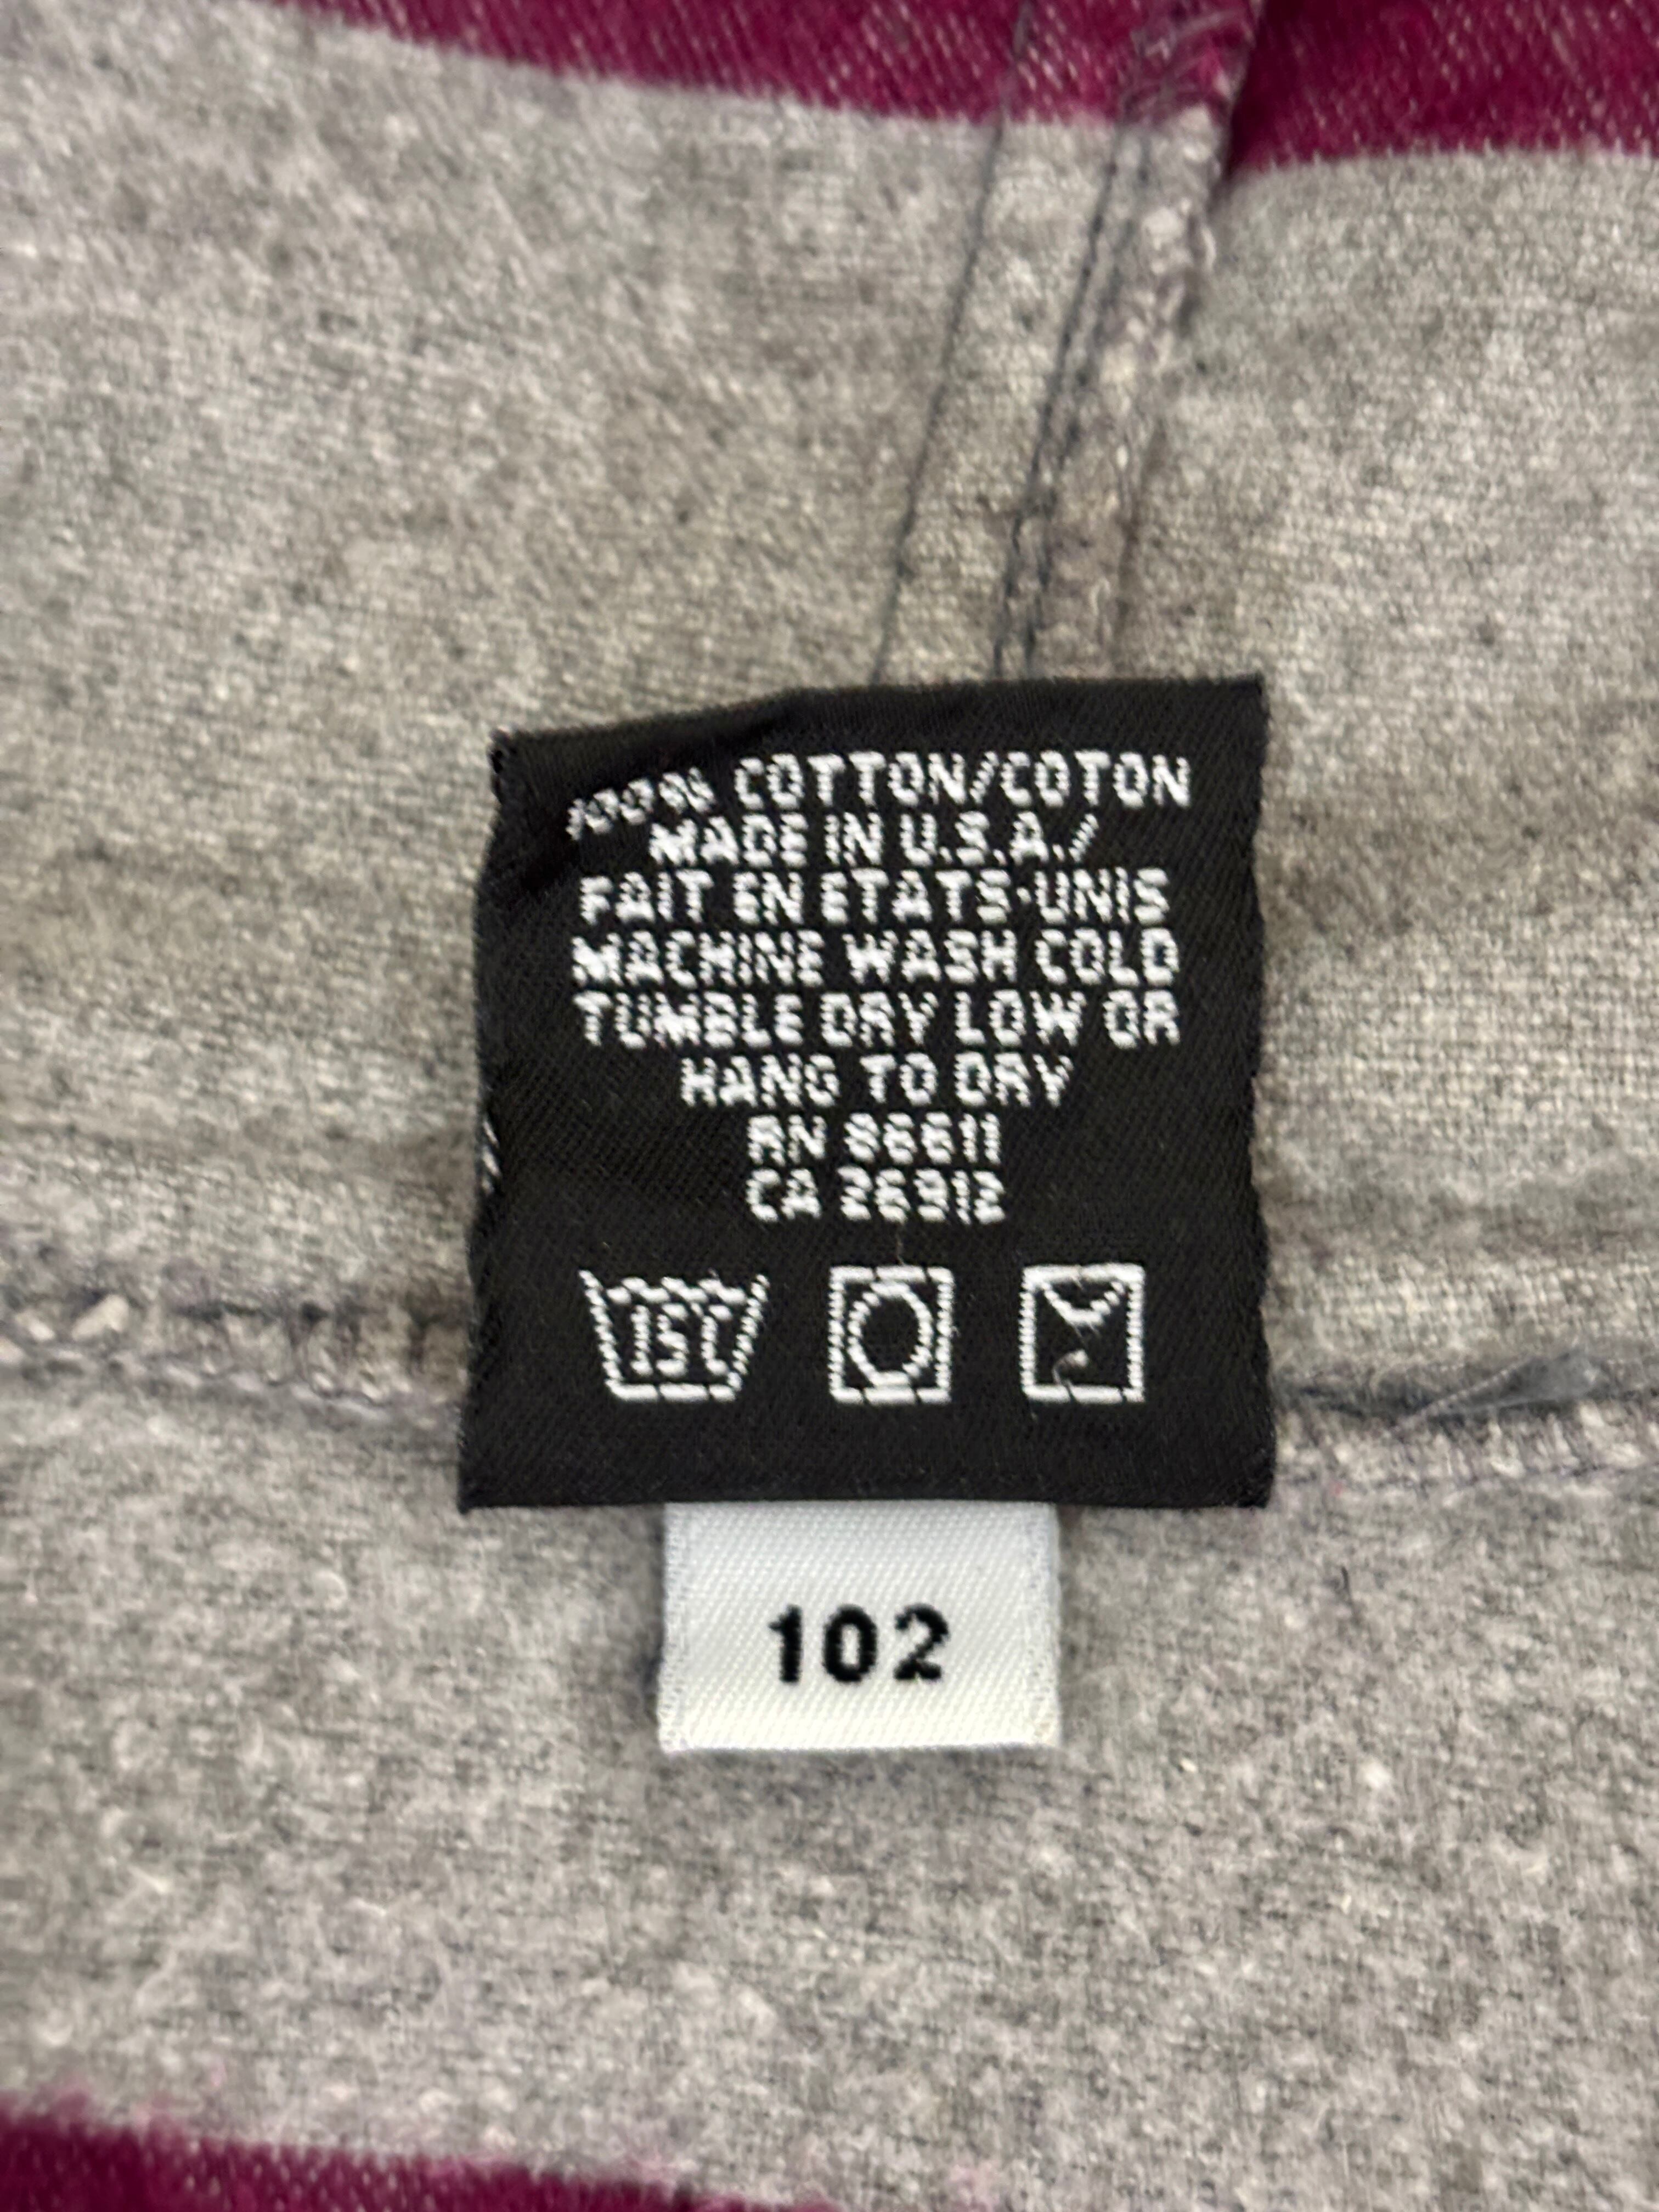 100% COTTON/COTON
MADE IN U.S.A./
FAIT EN ETATS-UNIS
MACHINE WASH COLD
TUMBLE DRY LOW OR
HANG TO DRY
RN 86611
CA 26912
102